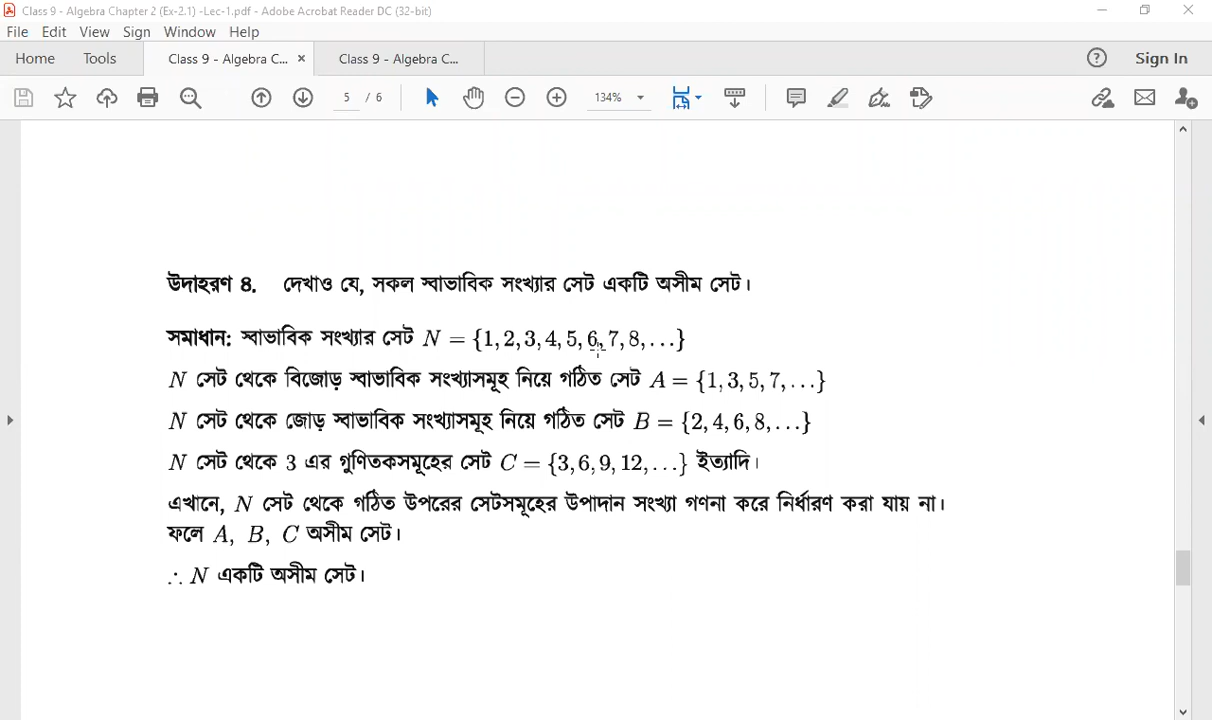 Class 9 - Algebra Chapter 2 (Ex-2.1) -Lec-1.pdf - Adobe Acrobat Reader DC (32-bit)
File Edit View Sign Window Help
Home Tools Class 9 - Algebra C... × Class 9 - Algebra C... Sign In
5 / 6 134%
উদাহরণ ৪. দেখাও যে, সকল স্বাভাবিক সংখ্যার সেট একটি অসীম সেট।
সমাধান: স্বাভাবিক সংখ্যার সেট N = {1, 2, 3, 4, 5, 6, 7, 8, . . .}
N সেট থেকে বিজোড় স্বাভাবিক সংখ্যাসমূহ নিয়ে গঠিত সেট A = {1, 3, 5, 7, . . .}
N সেট থেকে জোড় স্বাভাবিক সংখ্যাসমূহ নিয়ে গঠিত সেট B = {2, 4, 6, 8, . . .}
N সেট থেকে 3 এর গুণিতকসমূহের সেট C = {3, 6, 9, 12, . . .} ইত্যাদি।
এখানে, N সেট থেকে গঠিত উপরের সেটসমূহের উপাদান সংখ্যা গণনা করে নির্ধারণ করা যায় না।
ফলে A, B, C অসীম সেট।
∴ N একটি অসীম সেট।